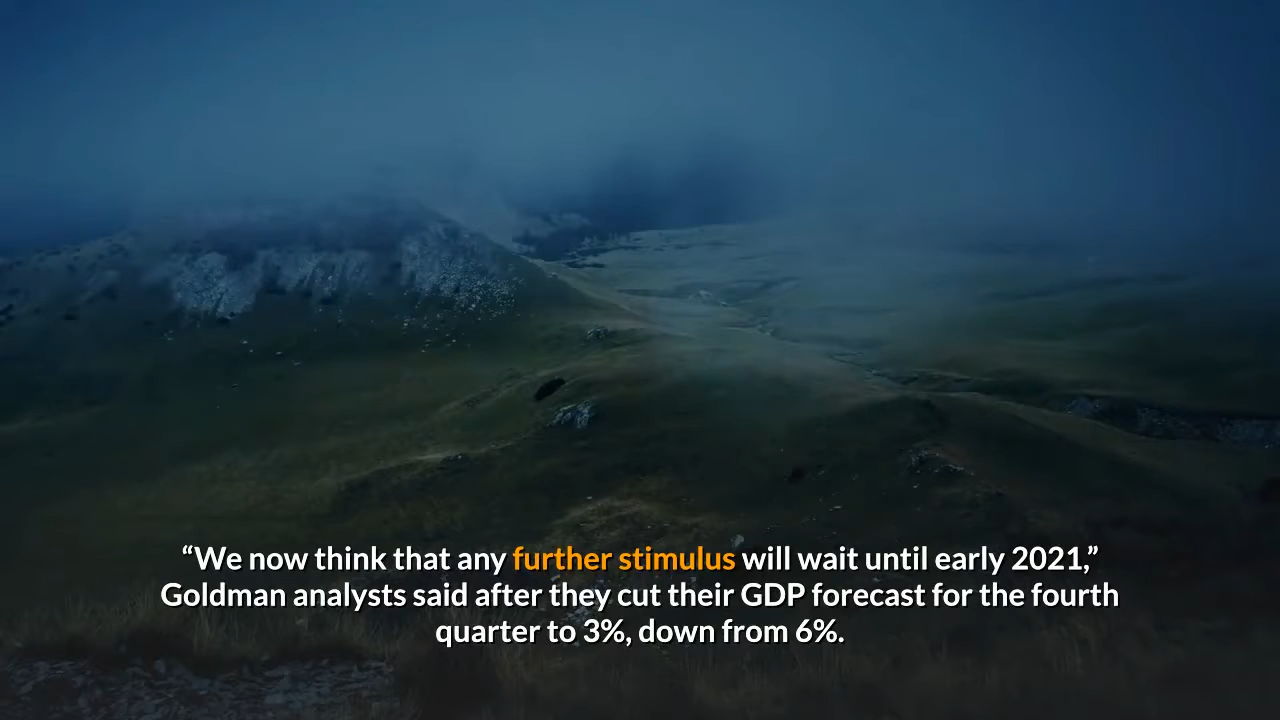 “We now think that any further stimulus will wait until early 2021,”
Goldman analysts said after they cut their GDP forecast for the fourth
quarter to 3%, down from 6%.